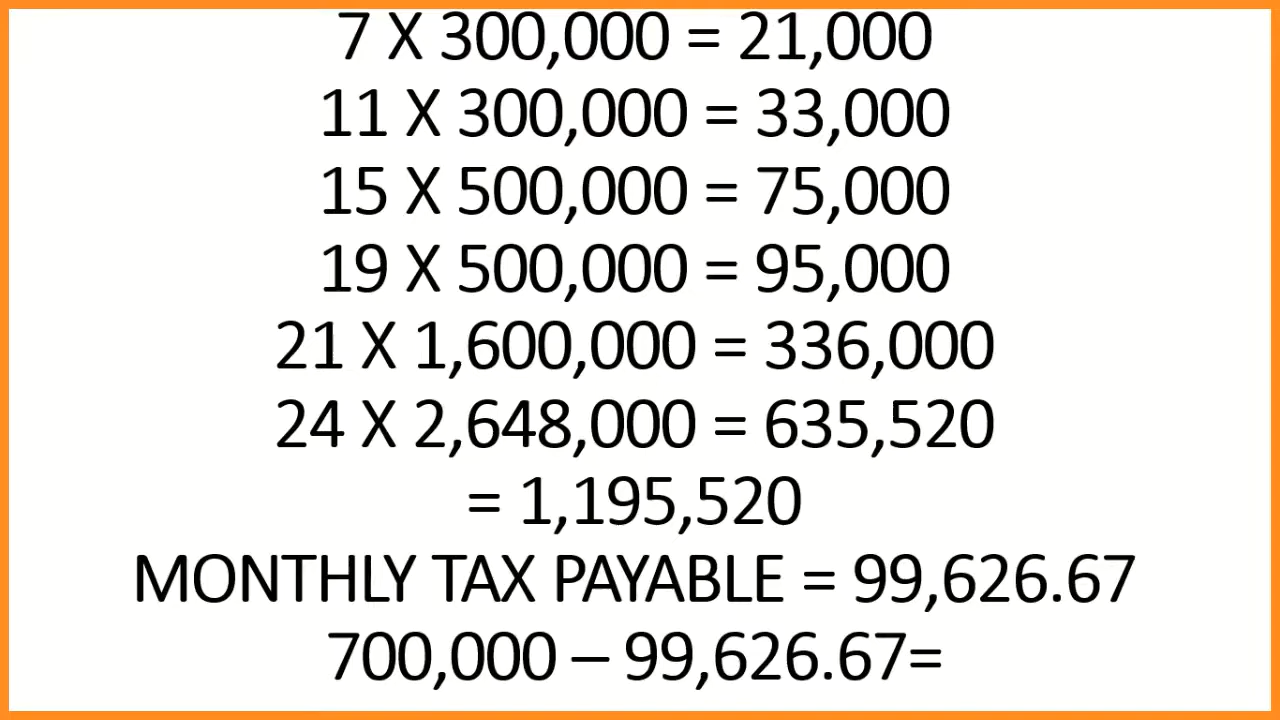 7 X 300,000 = 21,000
11 X 300,000 = 33,000
15 X 500,000 = 75,000
19 X 500,000 = 95,000
21 X 1,600,000 = 336,000
24 X 2,648,000 = 635,520
= 1,195,520
MONTHLY TAX PAYABLE = 99,626.67
700,000 – 99,626.67=